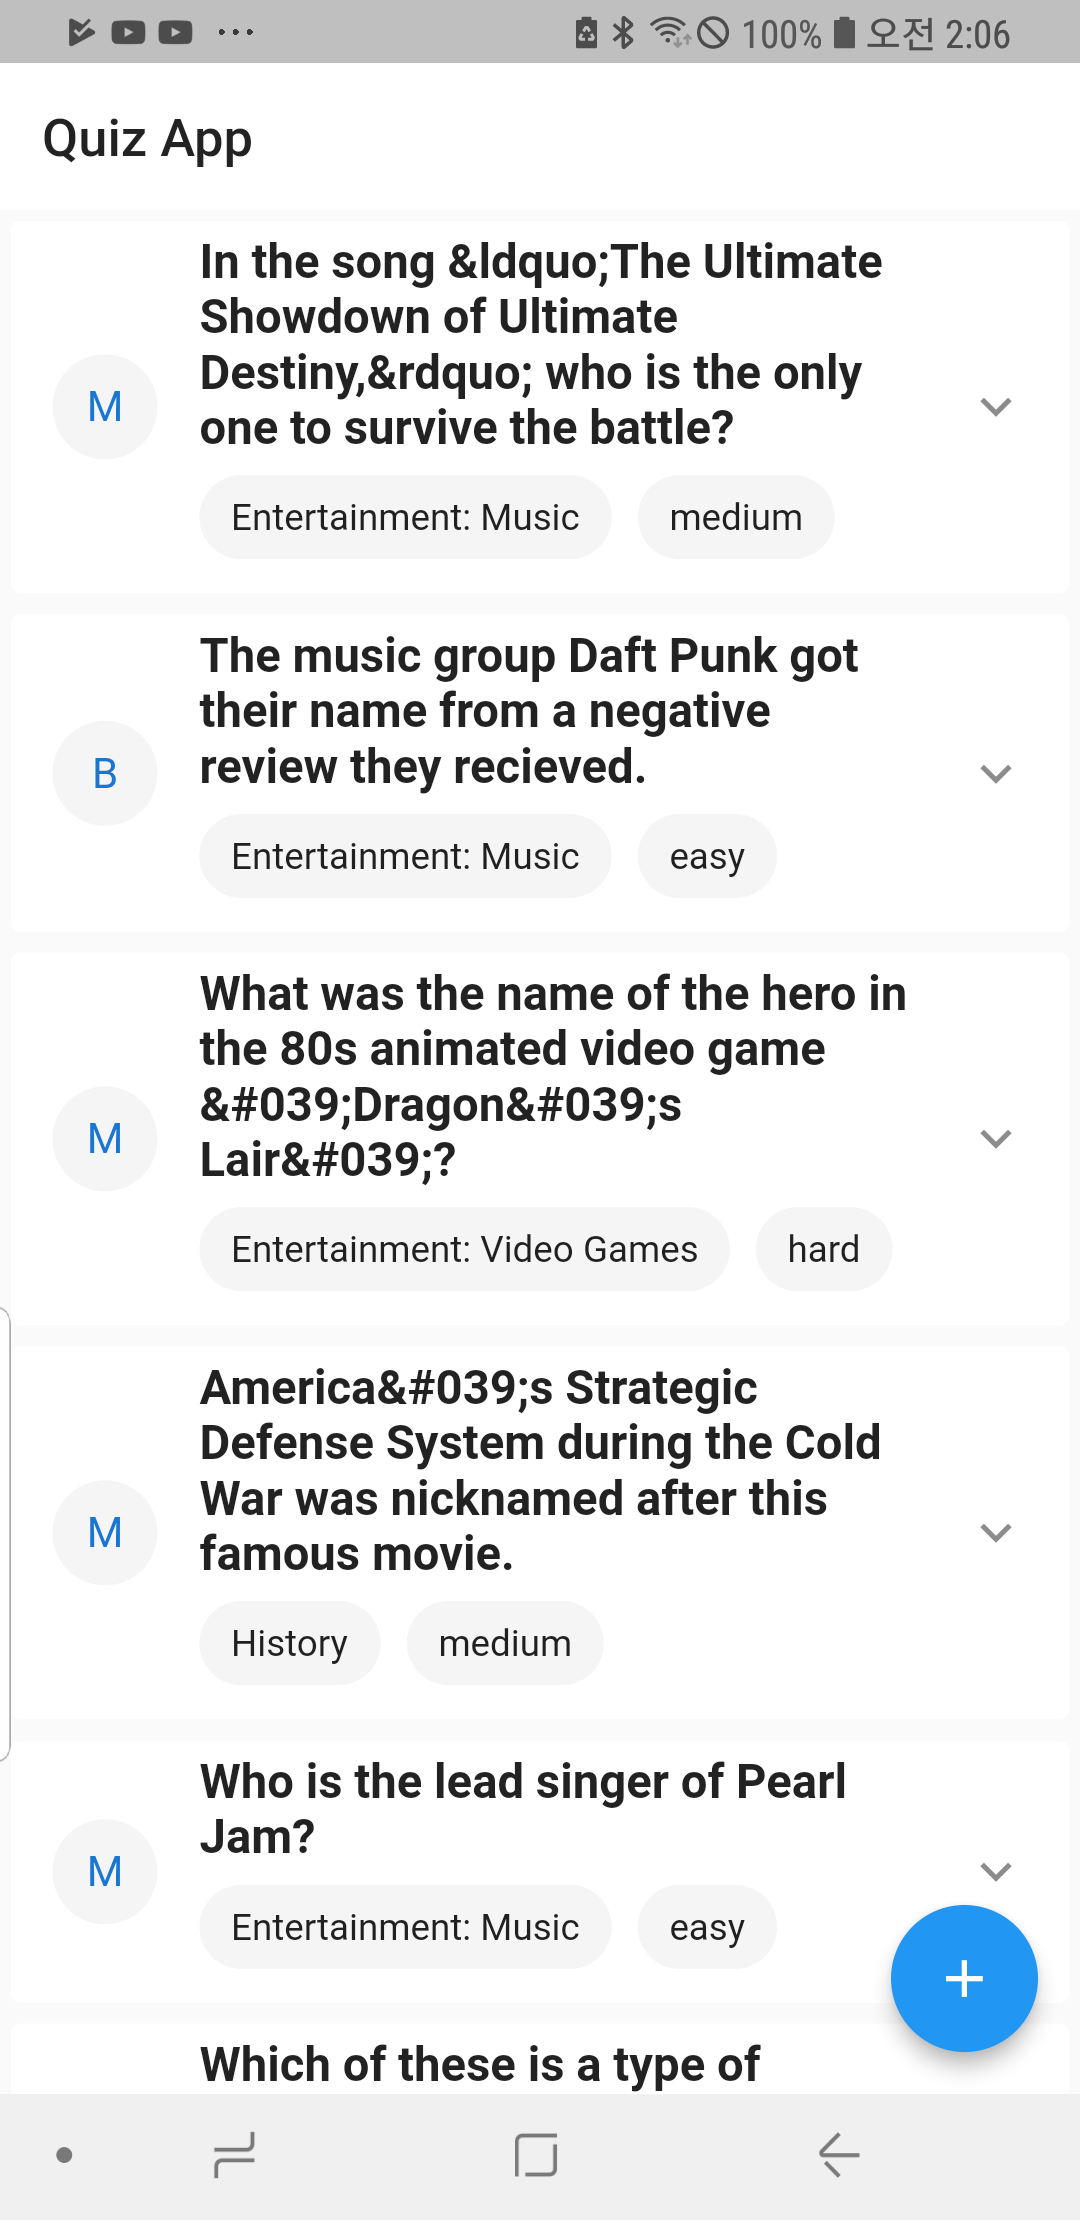 100% 오전 2:06
Quiz App
In the song &ldquo;The Ultimate
Showdown of Ultimate
Destiny,&rdquo; who is the only
one to survive the battle?
M
Entertainment: Music medium
The music group Daft Punk got
their name from a negative
review they recieved.
B
Entertainment: Music easy
What was the name of the hero in
the 80s animated video game
&#039;Dragon&#039;s
Lair&#039;?
M
Entertainment: Video Games hard
America&#039;s Strategic
Defense System during the Cold
War was nicknamed after this
famous movie.
M
History medium
Who is the lead singer of Pearl
Jam?
M
Entertainment: Music easy
Which of these is a type of